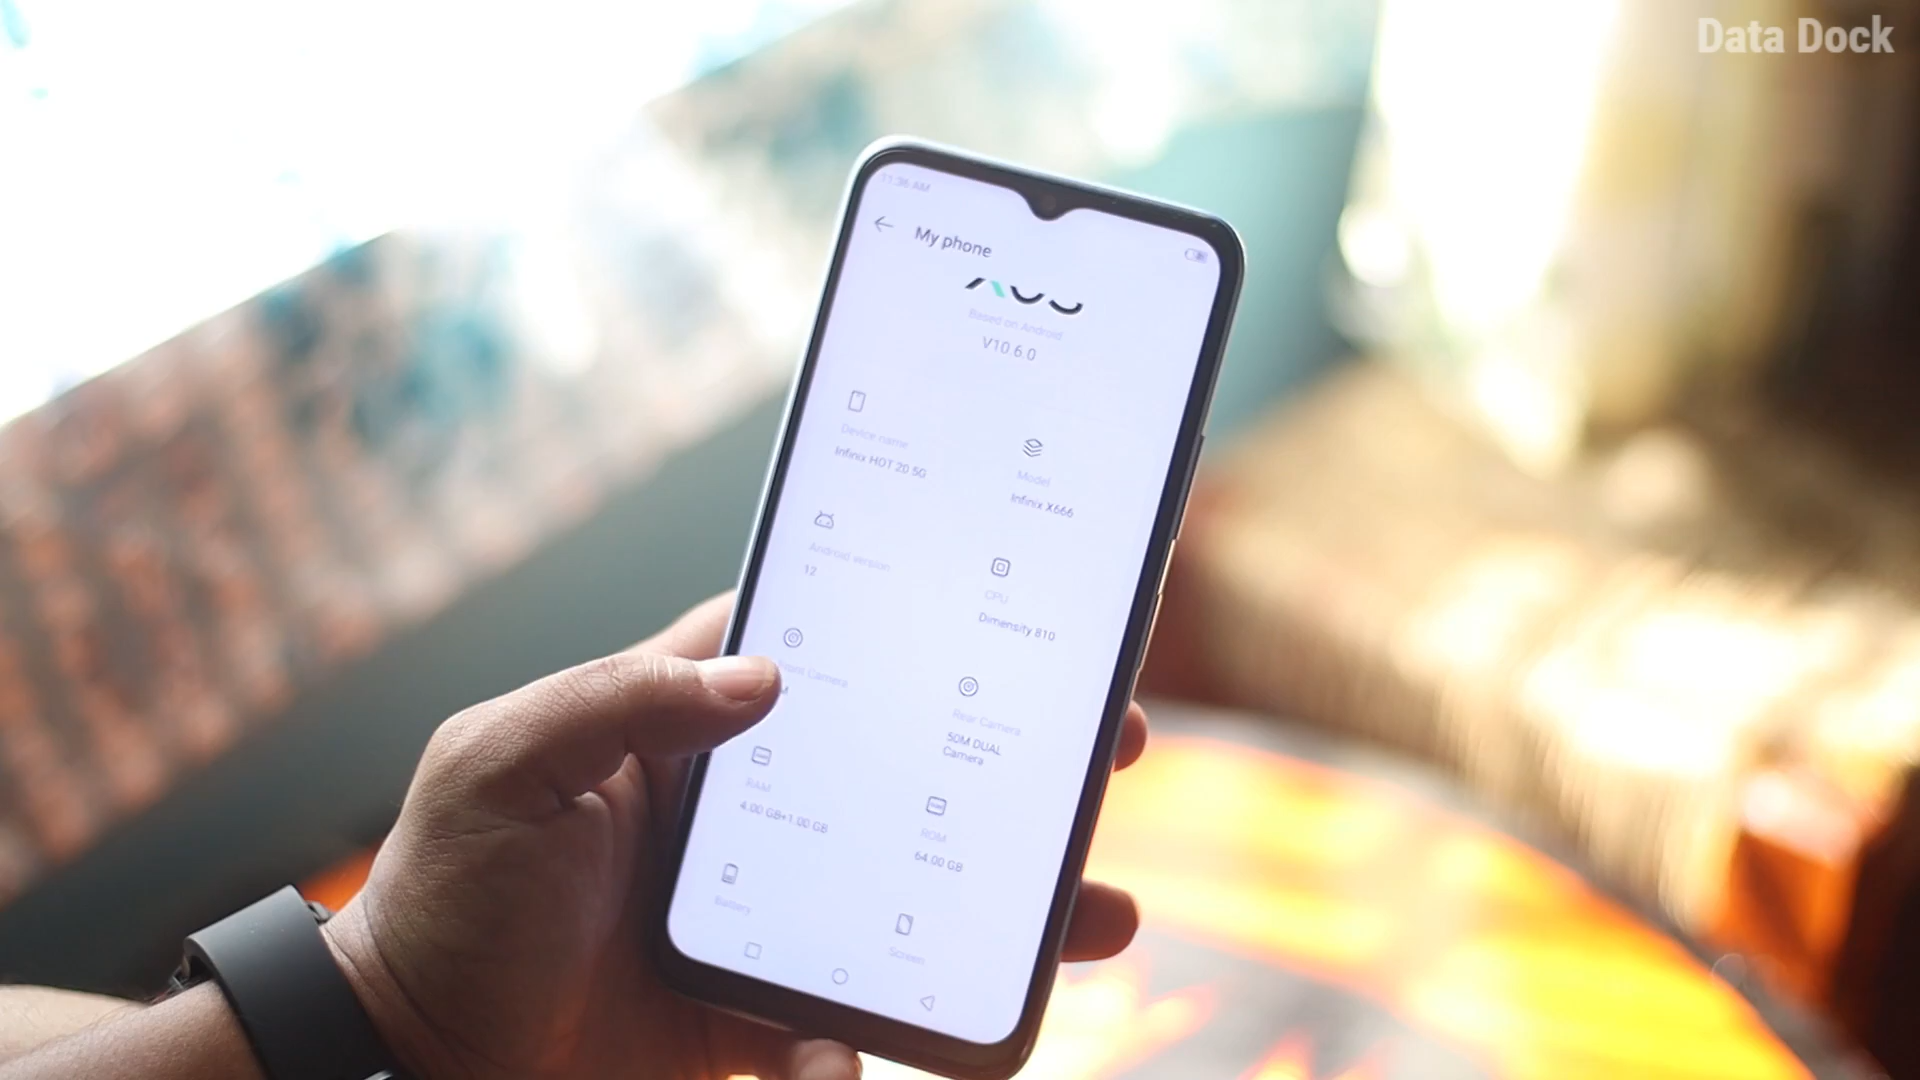 Data Dock
11:36 AM
My phone
Based on Android
V10.6.0
Device name
Infinix HOT 20 5G
Model
Infinix X666
Android version
12
CPU
Dimensity 810
Front Camera
M
Rear Camera
50M DUAL
Camera
RAM
4.00 GB+1.00 GB
ROM
64.00 GB
Battery
Screen